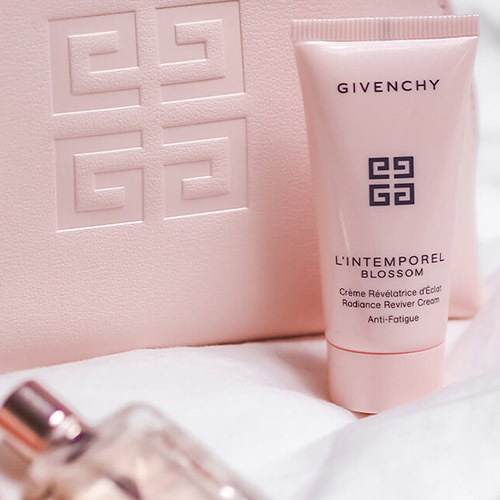 GIVENCHY
L'INTEMPOREL
BLOSSOM
Crème Révélatrice d'Éclat
Radiance Reviver Cream
Anti-Fatigue